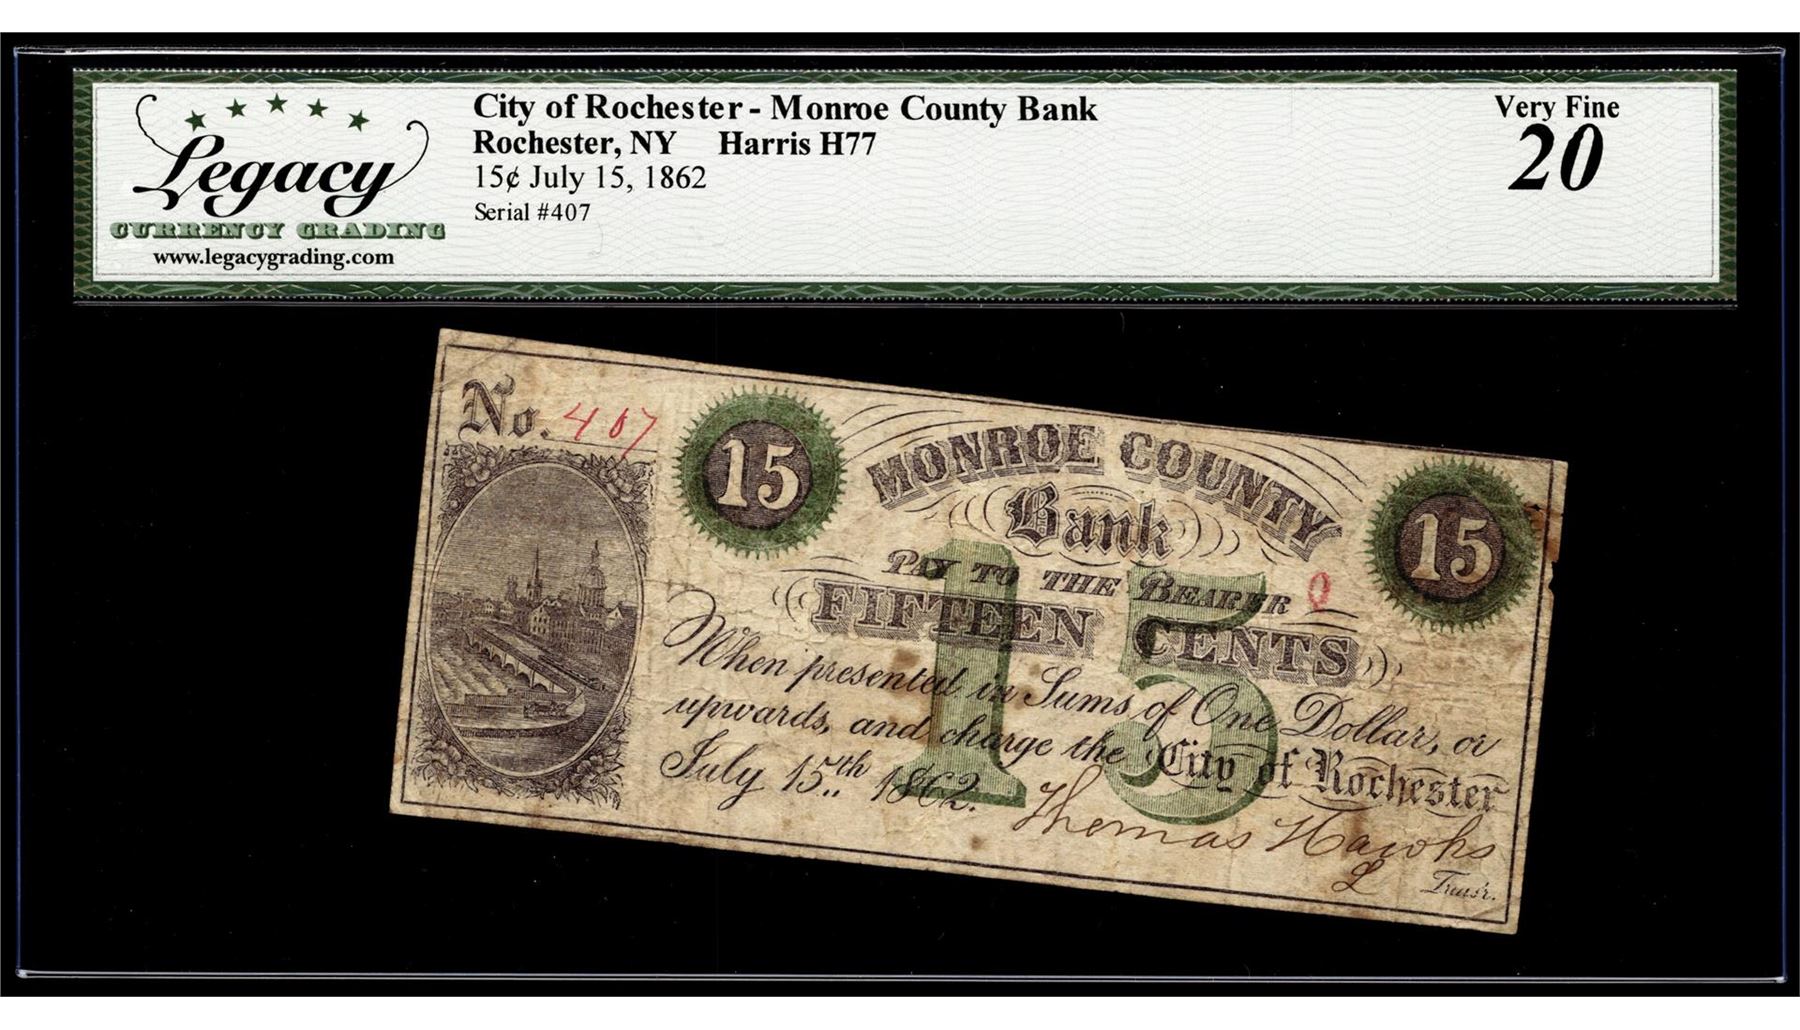 Legacy
CURRENCY GRADING
www.legacygrading.com
City of Rochester - Monroe County Bank
Rochester, NY Harris H77
15¢ July 15, 1862
Serial #407
Very Fine
20
No. 407
15
MONROE COUNTY
Bank
15
PAY TO THE BEARER 0
FIFTEEN CENTS
15
When presented in Sums of One Dollar, or
upwards, and charge the City of Rochester
July 15th 1862.
Thomas Hawks
Treas'r.